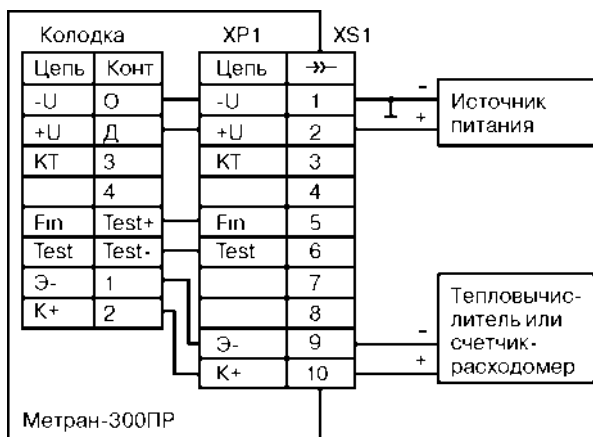 Колодка XP1 XS1
Цепь Конт Цепь
-U О -U 1
+U Д +U 2
КТ 3 КТ 3
4 4
Fin Test+ Fin 5
Test Test- Test 6
Э- 1 7
К+ 2 8
Э- 9
К+ 10
-
+
Источник
питания
-
+
Тепловычис-
литель или
счетчик-
расходомер
Метран-300ПР